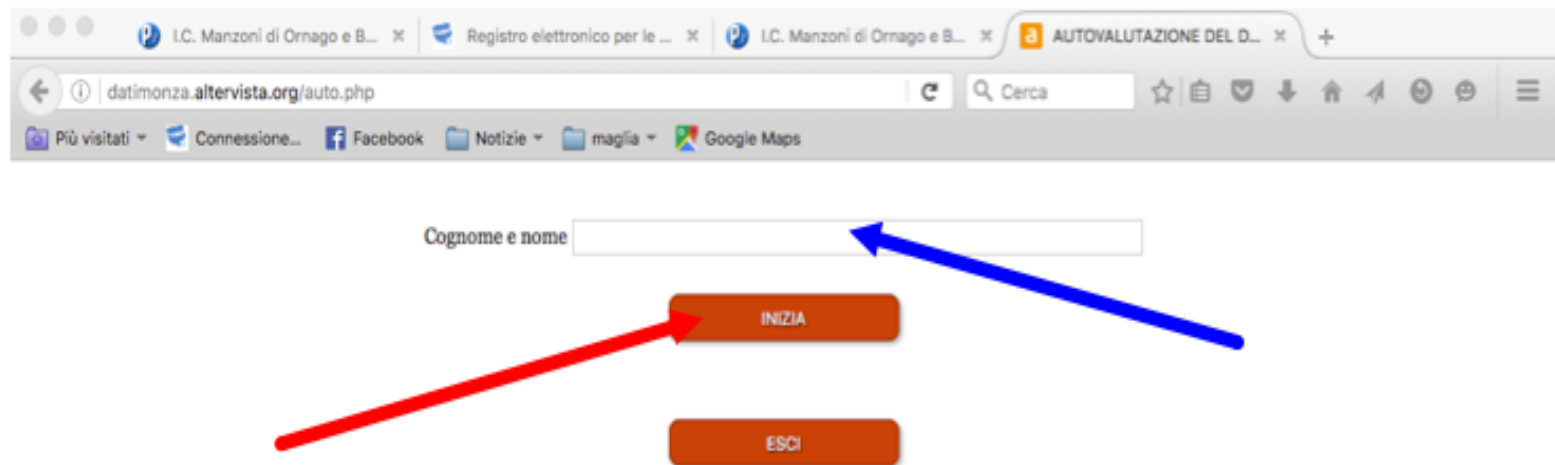 I.C. Manzoni di Ornago e B... Registro elettronico per le ... I.C. Manzoni di Ornago e B... AUTOVALUTAZIONE DEL D...
datimonza.altervista.org/auto.php Cerca
Più visitati Connessione... Facebook Notizie maglia Google Maps
Cognome e nome
INIZIA
ESCI